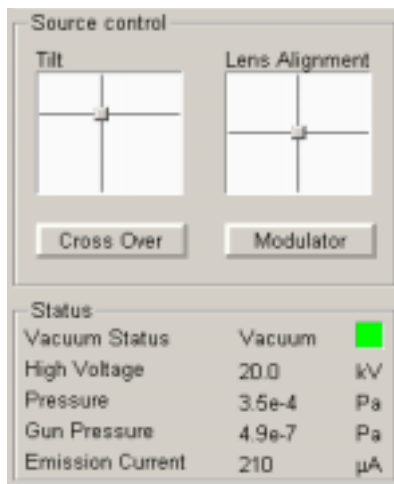 Source control
Tilt Lens Alignment
Cross Over Modulator
Status
Vacuum Status Vacuum
High Voltage 20.0 kV
Pressure 3.5e-4 Pa
Gun Pressure 4.9e-7 Pa
Emission Current 210 µA